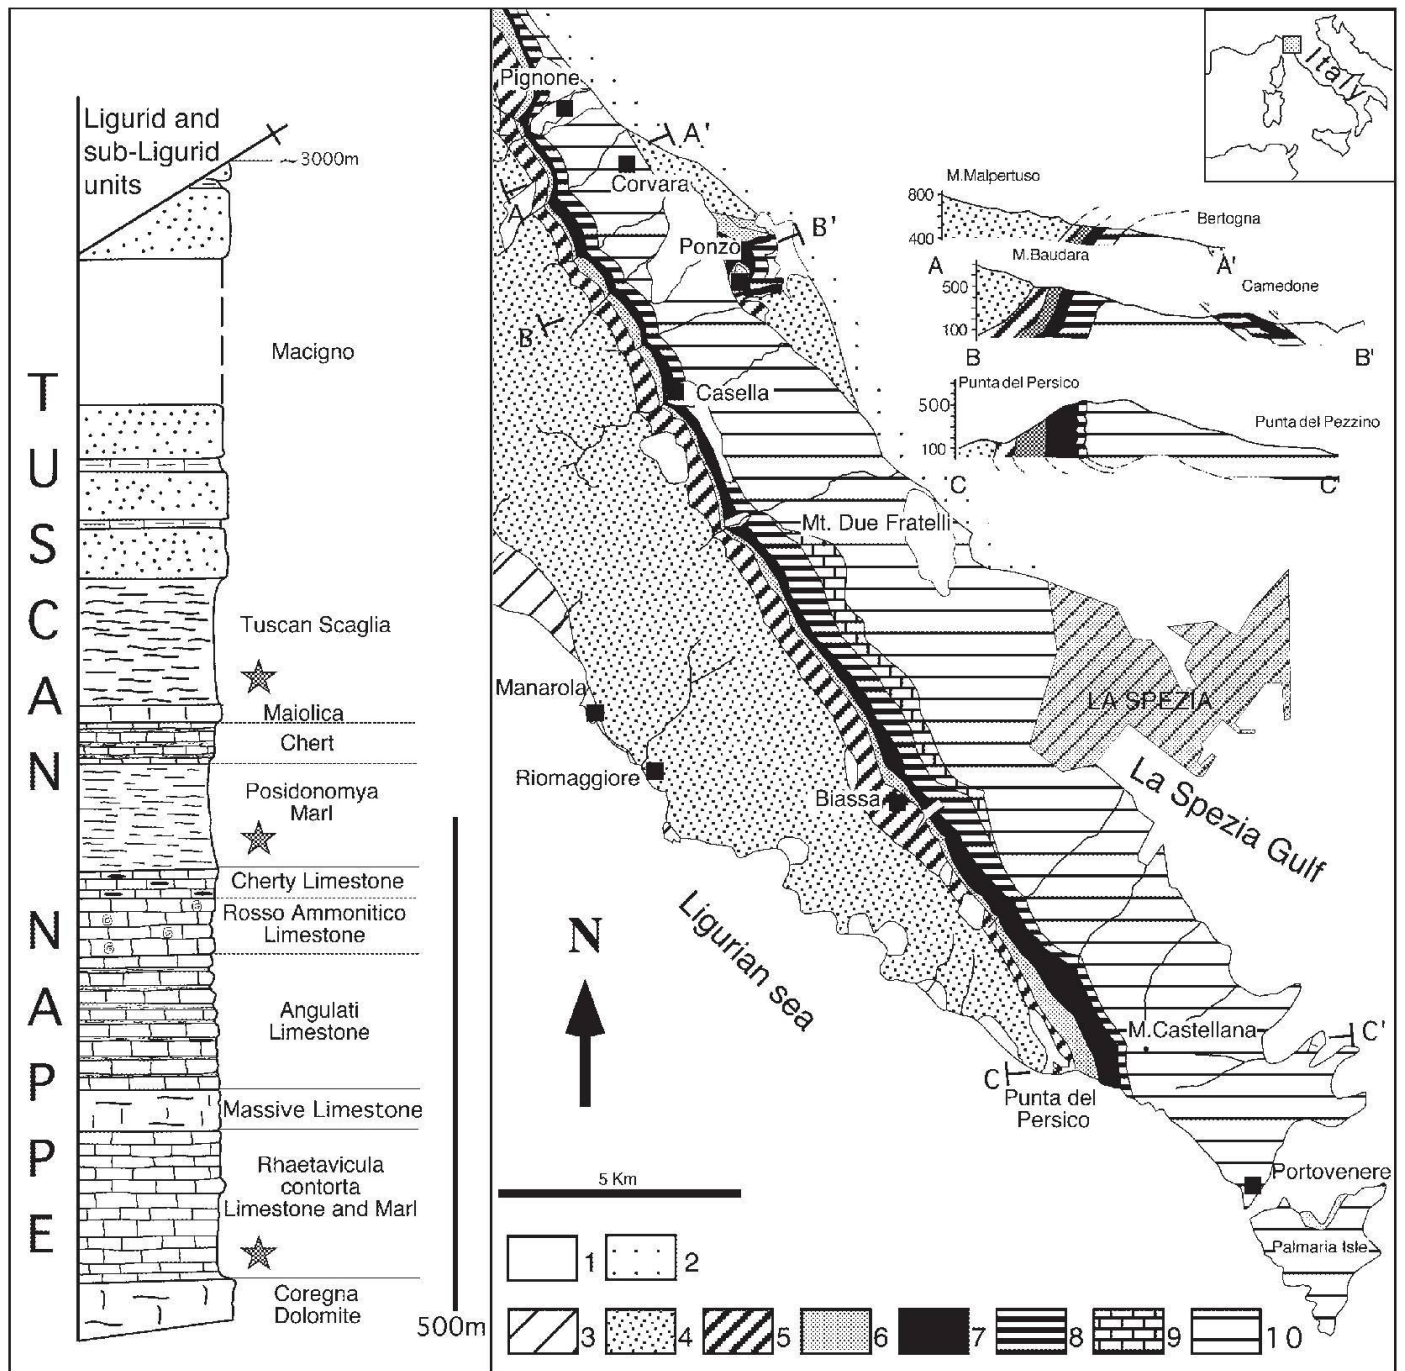 Ligurid and
sub-Ligurid
units
~3000m
Macigno
TUSCAN NAPPE
Tuscan Scaglia
Maiolica
Chert
Posidonomya
Marl
Cherty Limestone
Rosso Ammonitico
Limestone
Angulati
Limestone
Massive Limestone
Rhaetavicula
contorta
Limestone and Marl
Coregna
Dolomite
500m
Pignone
A'
Corvara
A
B'
Ponzo
B
Casella
Mt. Due Fratelli
Manarola
LA SPEZIA
Riomaggiore
Biassa
La Spezia Gulf
Ligurian sea
N
M.Castellana
C'
C
Punta del
Persico
Portovenere
Palmaria Isle
5 Km
Italy
M.Malpertuso
800
400
Bertogna
A
A'
M.Baudara
500
100
Camedone
B
B'
Punta del Persico
500
100
Punta del Pezzino
C
C'
1
2
3
4
5
6
7
8
9
10